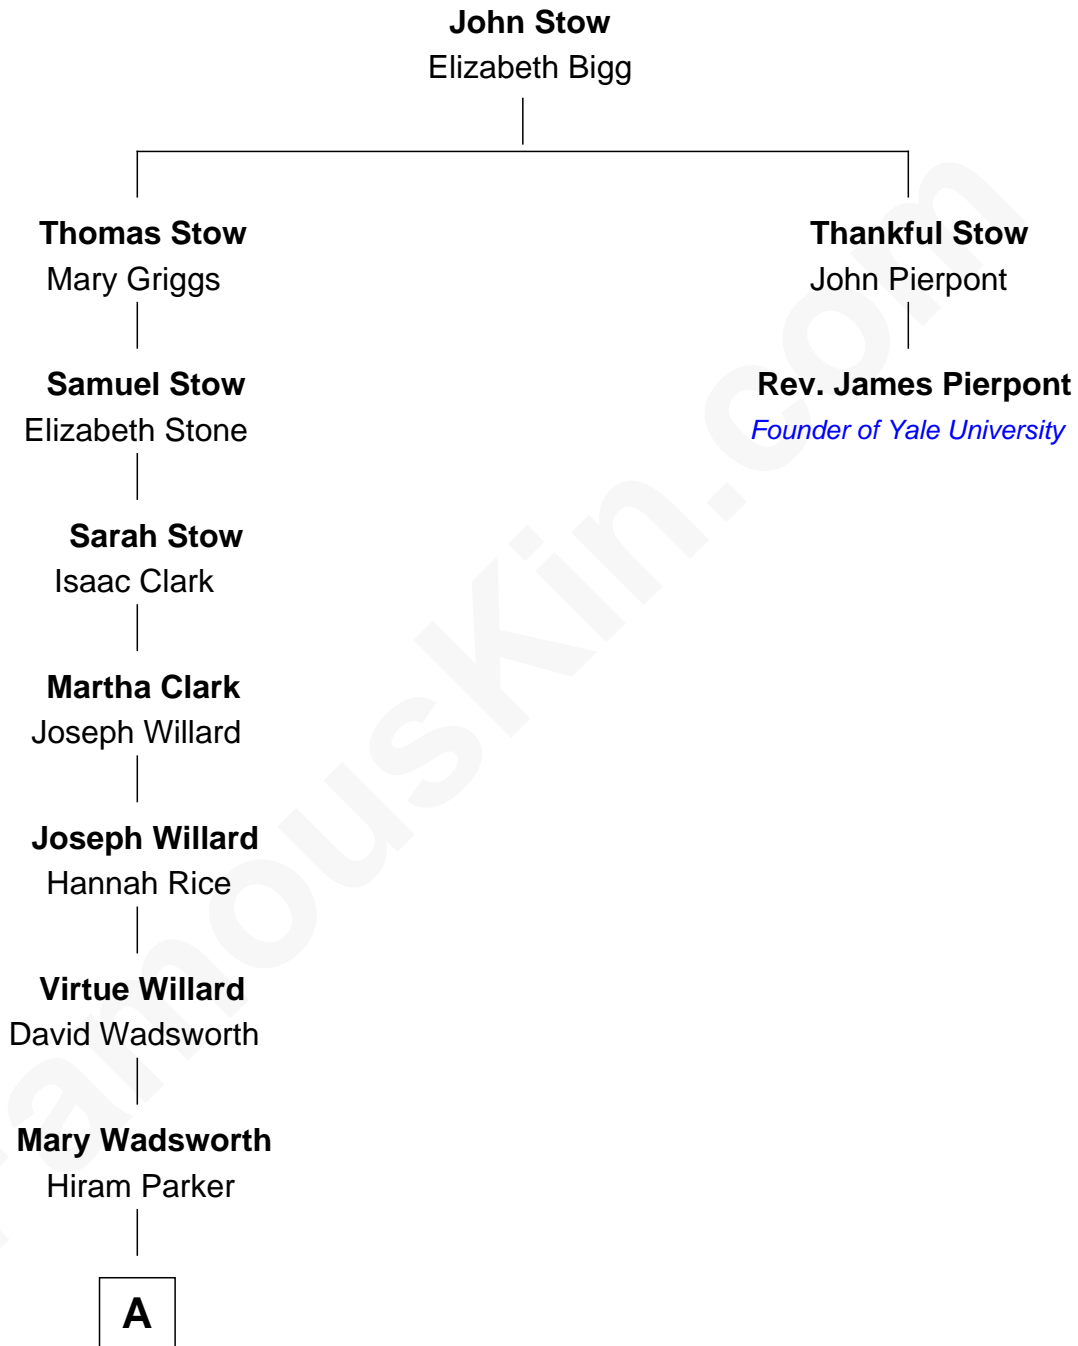 John Stow
Elizabeth Bigg
Thomas Stow
Mary Griggs
Thankful Stow
John Pierpont
Samuel Stow
Elizabeth Stone
Rev. James Pierpont
Founder of Yale University
Sarah Stow
Isaac Clark
Martha Clark
Joseph Willard
Joseph Willard
Hannah Rice
Virtue Willard
David Wadsworth
Mary Wadsworth
Hiram Parker
A
FamousKin.com